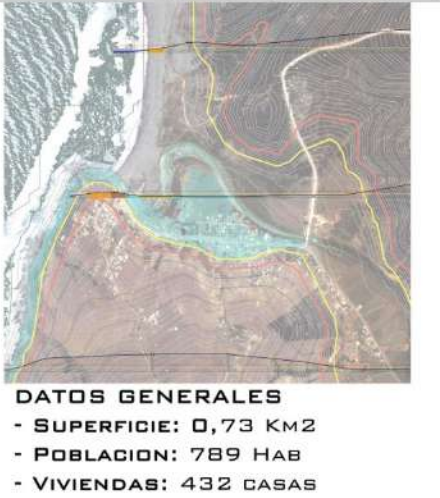 DATOS GENERALES
- SUPERFICIE: 0,73 KM2
- POBLACION: 789 HAB
- VIVIENDAS: 432 CASAS